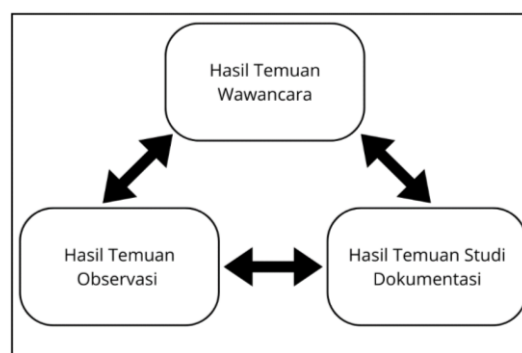 Hasil Temuan
Wawancara
Hasil Temuan
Observasi
Hasil Temuan Studi
Dokumentasi